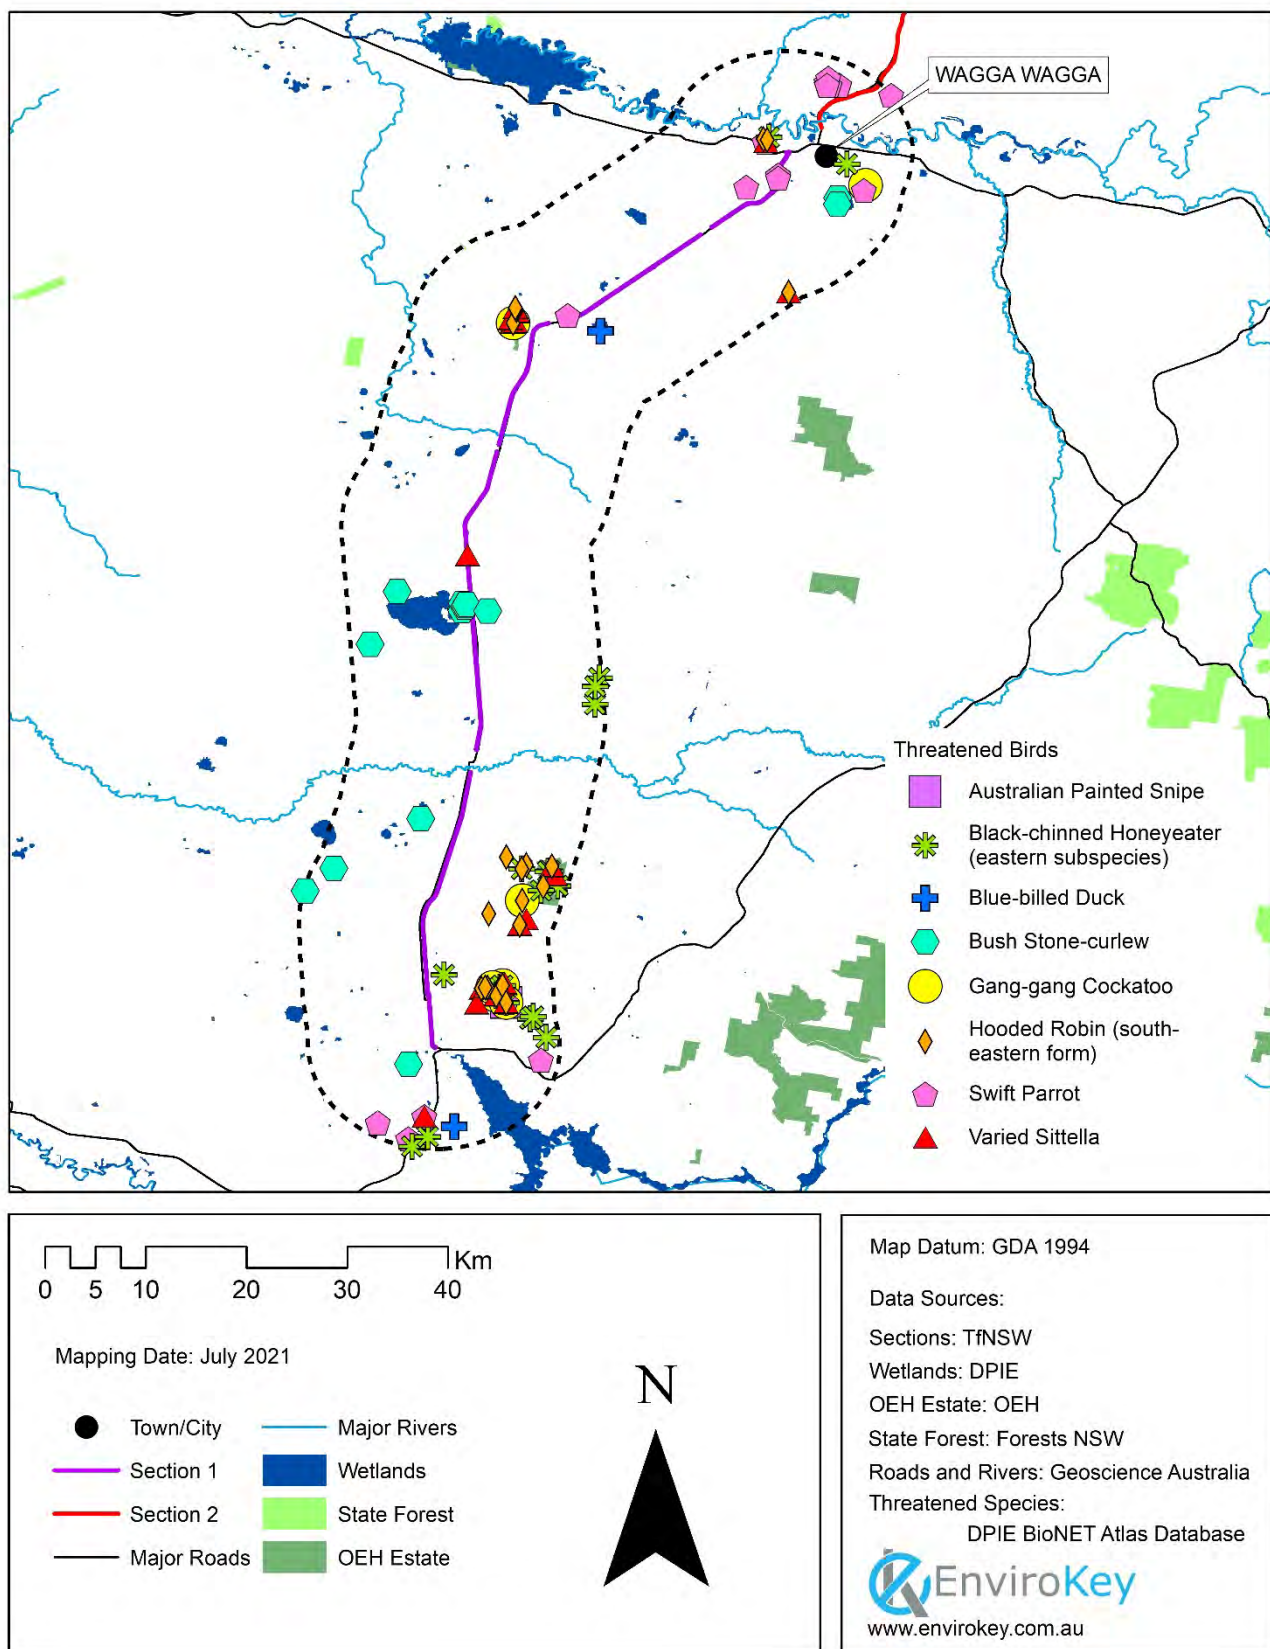 WAGGA WAGGA
Threatened Birds
Australian Painted Snipe
Black-chinned Honeyeater
(eastern subspecies)
Blue-billed Duck
Bush Stone-curlew
Gang-gang Cockatoo
Hooded Robin (south-
eastern form)
Swift Parrot
Varied Sittella
Km
0 5 10 20 30 40
Mapping Date: July 2021
Town/City
Section 1
Section 2
Major Roads
Major Rivers
Wetlands
State Forest
OEH Estate
N
Map Datum: GDA 1994
Data Sources:
Sections: TfNSW
Wetlands: DPIE
OEH Estate: OEH
State Forest: Forests NSW
Roads and Rivers: Geoscience Australia
Threatened Species:
DPIE BioNET Atlas Database
EnviroKey
www.envirokey.com.au